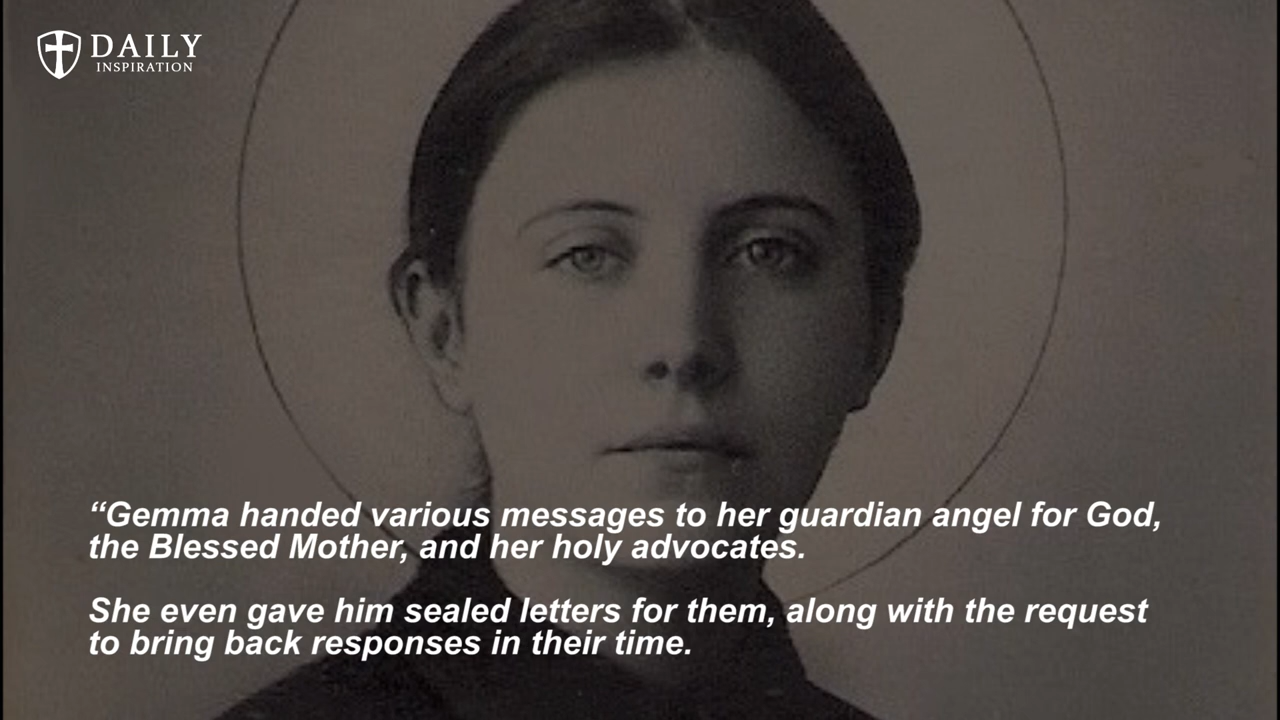 DAILY
INSPIRATION
“Gemma handed various messages to her guardian angel for God,
the Blessed Mother, and her holy advocates.
She even gave him sealed letters for them, along with the request
to bring back responses in their time.